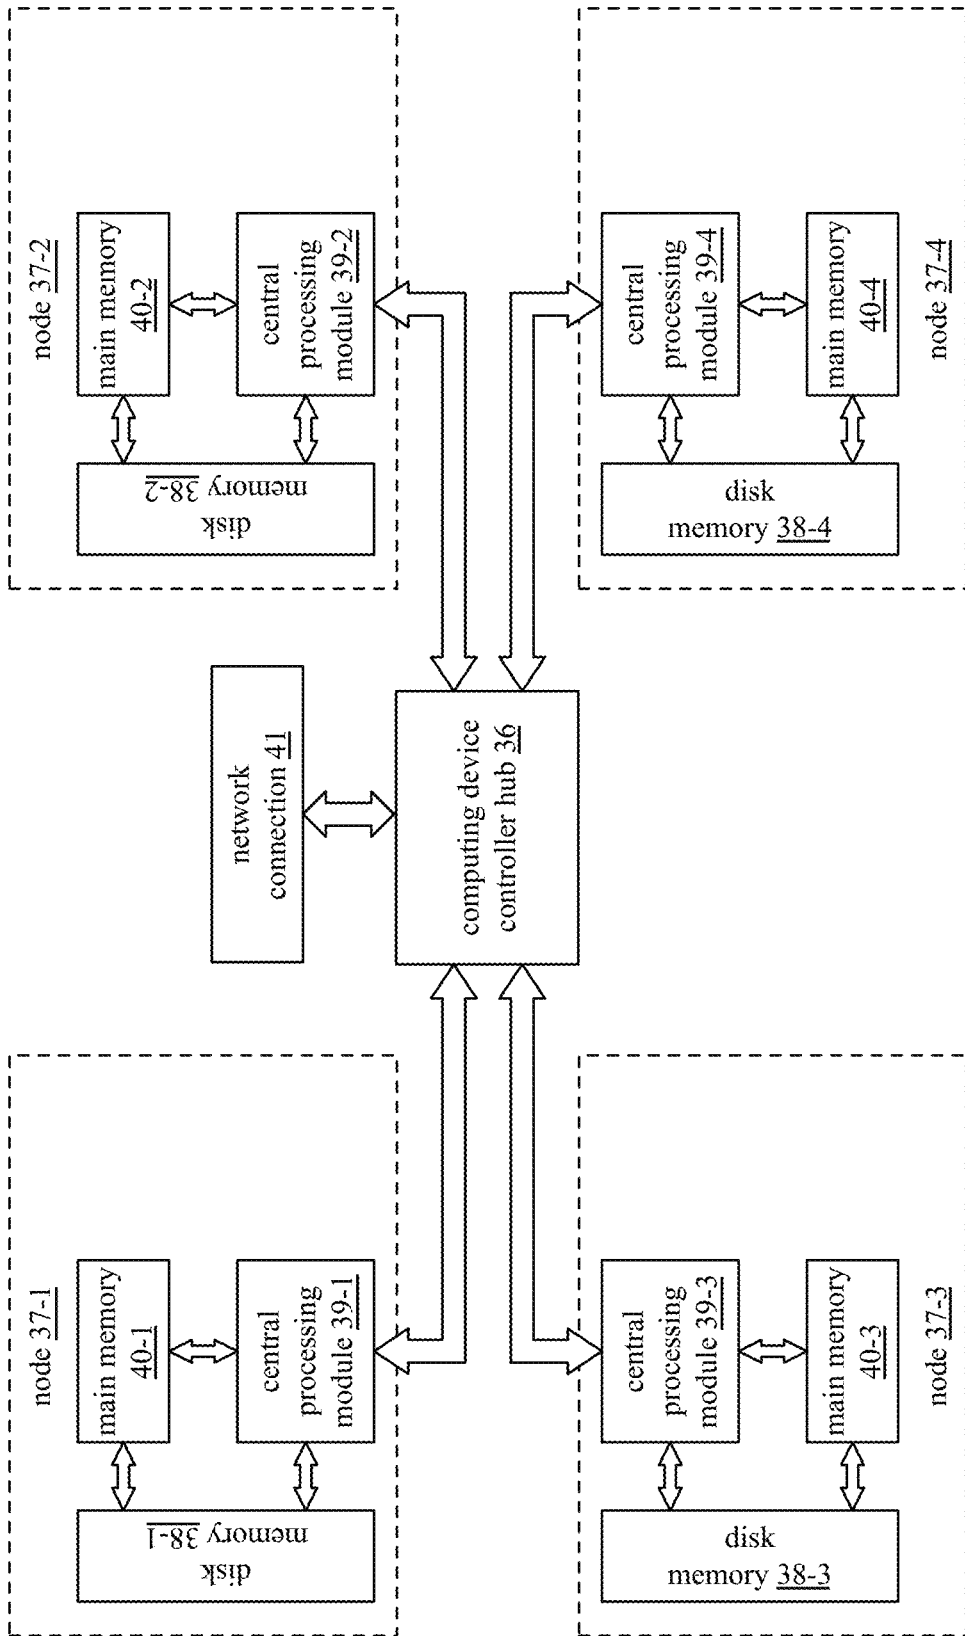 node 37-1
main memory
40-1
central
processing
module 39-1
disk
memory 38-1
node 37-2
main memory
40-2
central
processing
module 39-2
disk
memory 38-2
network
connection 41
computing device
controller hub 36
central
processing
module 39-3
main memory
40-3
disk
memory 38-3
node 37-3
central
processing
module 39-4
main memory
40-4
disk
memory 38-4
node 37-4